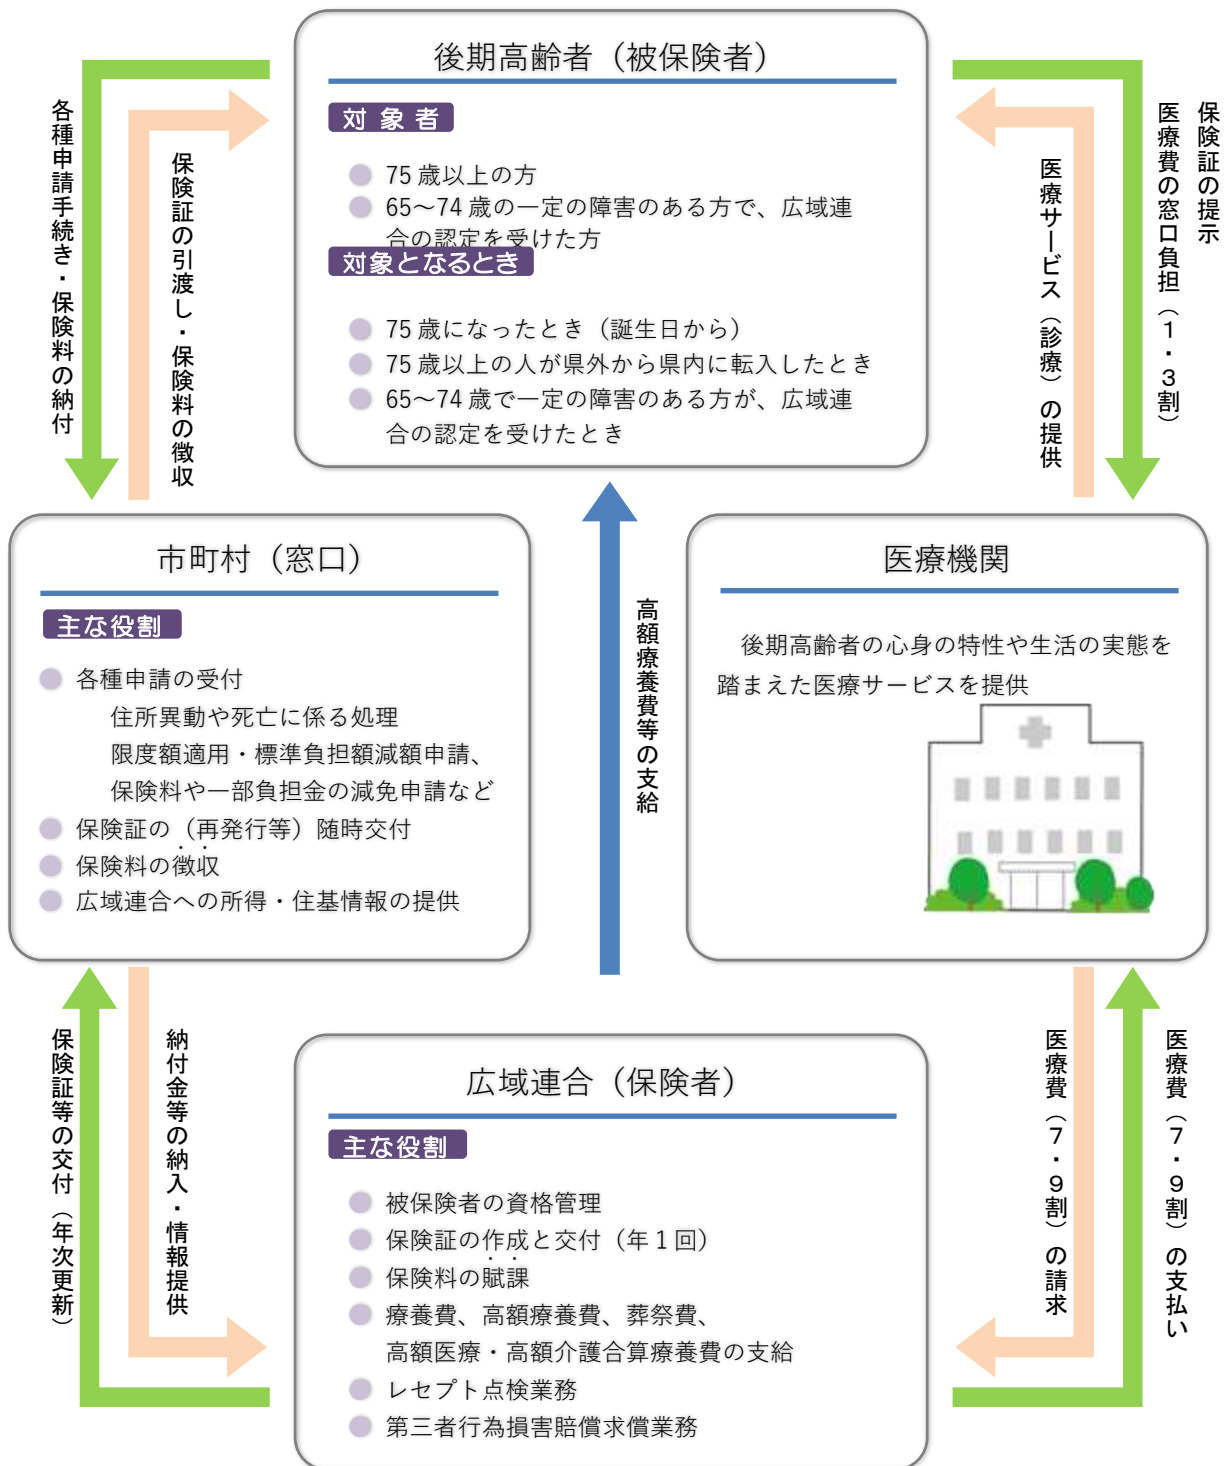 後期高齢者（被保険者）
対象者
75歳以上の方
65～74歳の一定の障害のある方で、広域連
合の認定を受けた方
対象となるとき
75歳になったとき（誕生日から）
75歳以上の人が県外から県内に転入したとき
65～74歳で一定の障害のある方が、広域連
合の認定を受けたとき
各種申請手続き・保険料の納付
保険証の引渡し・保険料の徴収
医療サービス（診療）の提供
保険証の提示
医療費の窓口負担（１・３割）
市町村（窓口）
主な役割
各種申請の受付
住所異動や死亡に係る処理
限度額適用・標準負担額減額申請、
保険料や一部負担金の減免申請など
保険証の（再発行等）随時交付
保険料の徴収
広域連合への所得・住基情報の提供
高額療養費等の支給
医療機関
後期高齢者の心身の特性や生活の実態を
踏まえた医療サービスを提供
保険証等の交付（年次更新）
納付金等の納入・情報提供
医療費（７・９割）の請求
医療費（７・９割）の支払い
広域連合（保険者）
主な役割
被保険者の資格管理
保険証の作成と交付（年1回）
保険料の賦課
療養費、高額療養費、葬祭費、
高額医療・高額介護合算療養費の支給
レセプト点検業務
第三者行為損害賠償求償業務